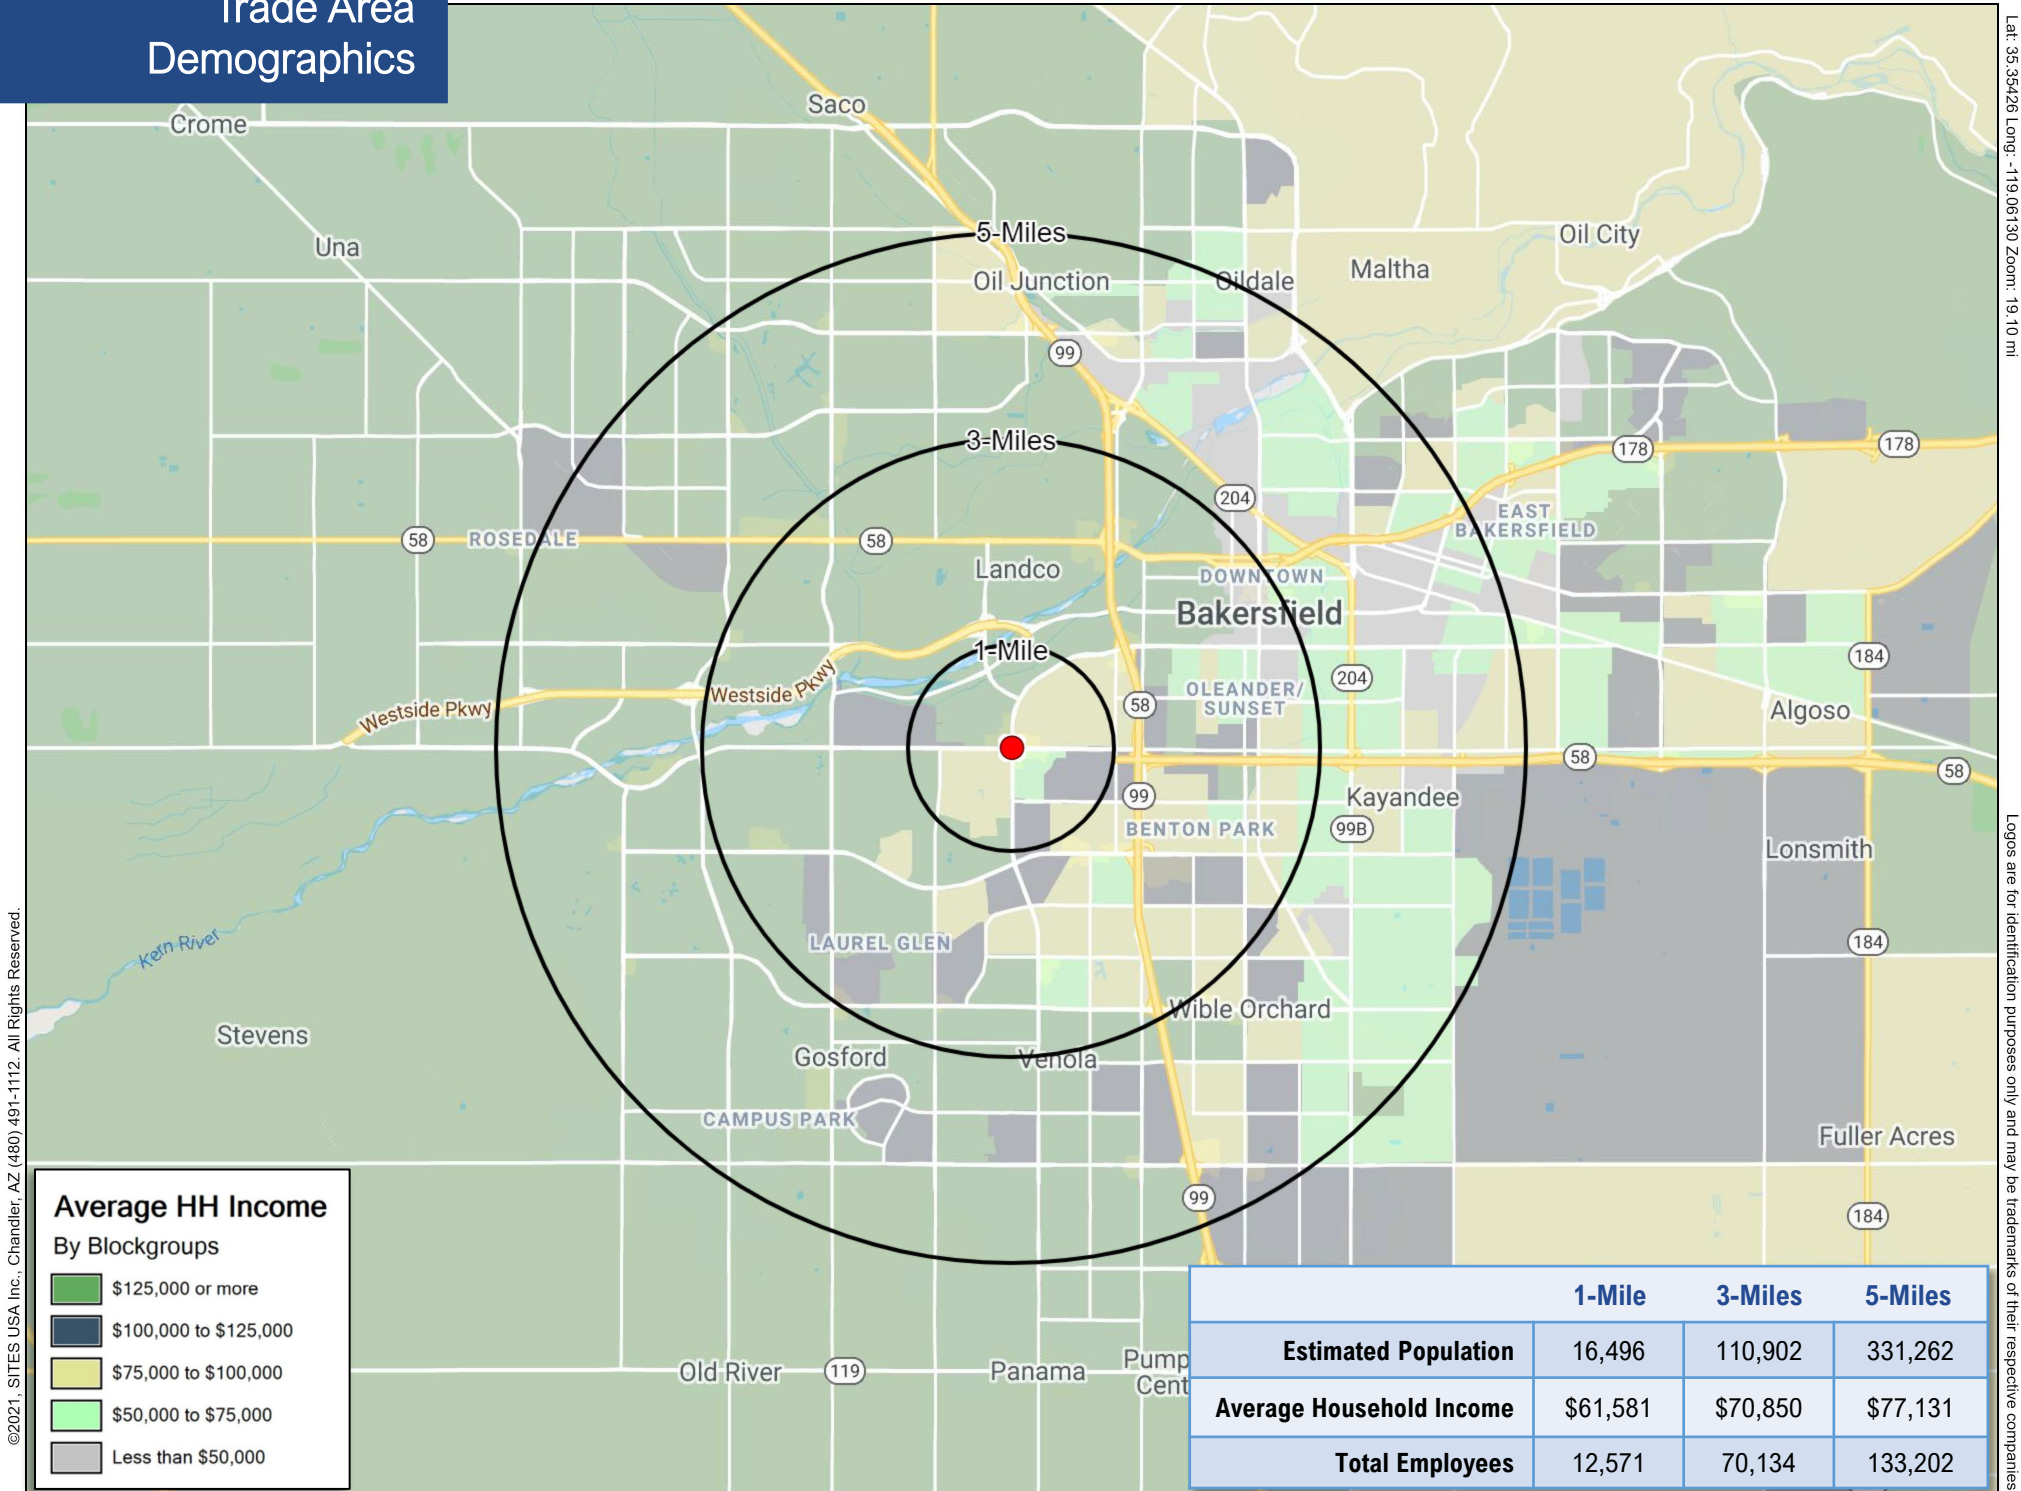 Trade Area
Demographics
Saco
Crome
Una
5-Miles
Oil City
Oil Junction
Oildale
Maltha
99
3-Miles
178
178
204
EAST
BAKERSFIELD
58
ROSEDALE
58
Landco
DOWNTOWN
Bakersfield
1-Mile
184
Westside Pkwy
Westside Pkwy
204
OLEANDER/
SUNSET
58
Algoso
58
58
99
Kayandee
BENTON PARK
99B
Lonsmith
Kern River
LAUREL GLEN
184
Stevens
Wible Orchard
Gosford
Venola
CAMPUS PARK
Fuller Acres
99
184
Old River
119
Panama
Pump
Cent
Average HH Income
By Blockgroups
$125,000 or more
$100,000 to $125,000
$75,000 to $100,000
$50,000 to $75,000
Less than $50,000
1-Mile 3-Miles 5-Miles
Estimated Population 16,496 110,902 331,262
Average Household Income $61,581 $70,850 $77,131
Total Employees 12,571 70,134 133,202
©2021, SITES USA Inc., Chandler, AZ (480) 491-1112. All Rights Reserved.
Lat: 35.35426 Long: -119.06130 Zoom: 19.10 mi
Logos are for identification purposes only and may be trademarks of their respective companies